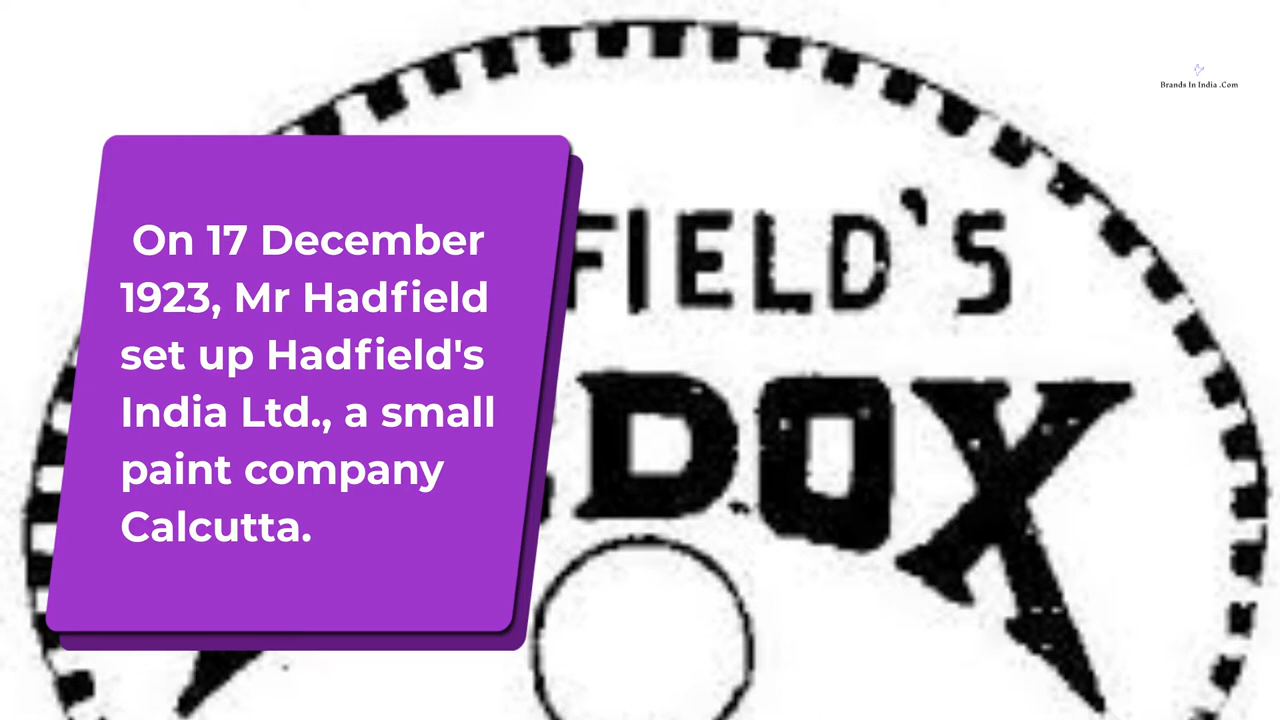 Brands In India .Com
On 17 December
1923, Mr Hadfield
set up Hadfield's
India Ltd., a small
paint company
Calcutta.
FIELD'S
DOX